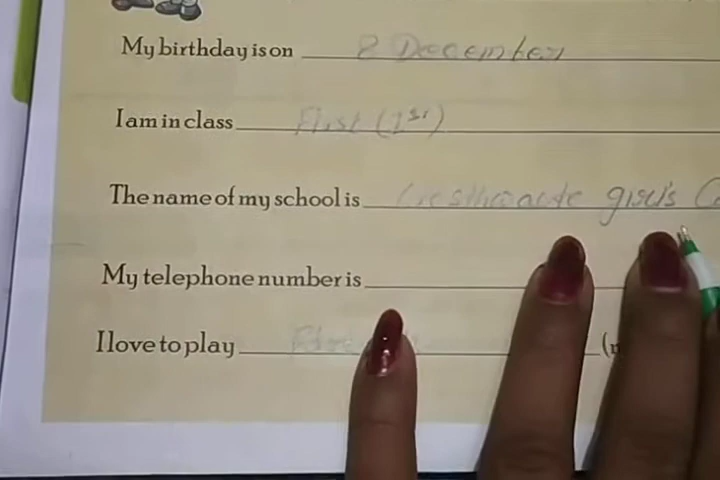 My birthday is on 8 December
I am in class First (1st)
The name of my school is girl's
My telephone number is
I love to play